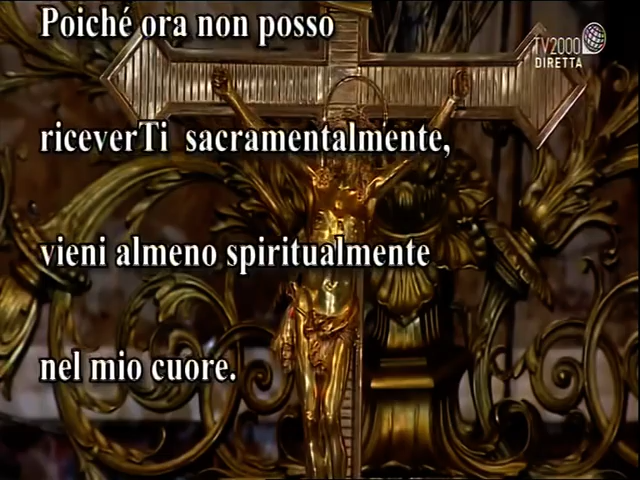 Poiché ora non posso
TV2000
DIRETTA
riceverTi sacramentalmente,
vieni almeno spiritualmente
nel mio cuore.